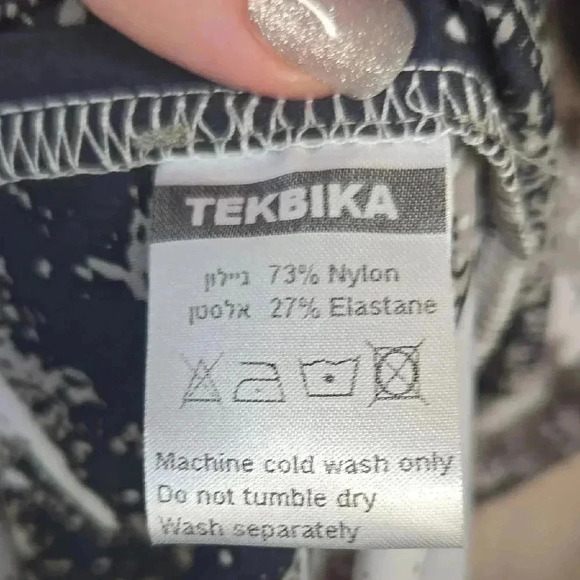 TEKBIKA
ניילון 73% Nylon
אלסטן 27% Elastane
Machine cold wash only
Do not tumble dry
Wash separately